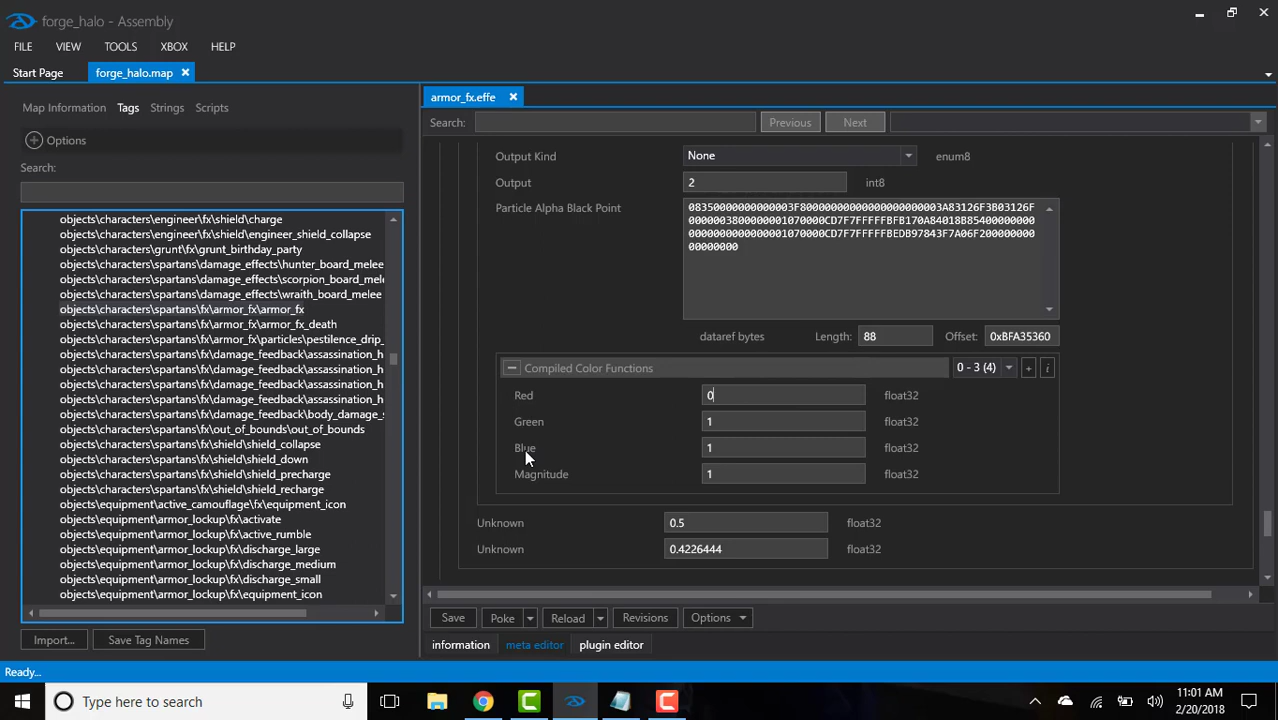 forge_halo - Assembly
FILE VIEW TOOLS XBOX HELP
Start Page forge_halo.map
Map Information Tags Strings Scripts
Options
Search:
objects\characters\engineer\fx\shield\charge
objects\characters\engineer\fx\shield\engineer_shield_collapse
objects\characters\grunt\fx\grunt_birthday_party
objects\characters\spartans\damage_effects\hunter_board_melee
objects\characters\spartans\damage_effects\scorpion_board_mele
objects\characters\spartans\damage_effects\wraith_board_melee
objects\characters\spartans\fx\armor_fx\armor_fx
objects\characters\spartans\fx\armor_fx\armor_fx_death
objects\characters\spartans\fx\armor_fx\particles\pestilence_drip_
objects\characters\spartans\fx\damage_feedback\assassination_h
objects\characters\spartans\fx\damage_feedback\assassination_h
objects\characters\spartans\fx\damage_feedback\assassination_h
objects\characters\spartans\fx\damage_feedback\assassination_h
objects\characters\spartans\fx\damage_feedback\body_damage_s
objects\characters\spartans\fx\out_of_bounds\out_of_bounds
objects\characters\spartans\fx\shield\shield_collapse
objects\characters\spartans\fx\shield\shield_down
objects\characters\spartans\fx\shield\shield_precharge
objects\characters\spartans\fx\shield\shield_recharge
objects\equipment\active_camouflage\fx\equipment_icon
objects\equipment\armor_lockup\fx\activate
objects\equipment\armor_lockup\fx\active_rumble
objects\equipment\armor_lockup\fx\discharge_large
objects\equipment\armor_lockup\fx\discharge_medium
objects\equipment\armor_lockup\fx\discharge_small
objects\equipment\armor_lockup\fx\equipment_icon
Import... Save Tag Names
armor_fx.effe
Search: Previous Next
Output Kind None enum8
Output 2 int8
Particle Alpha Black Point
dataref bytes Length: 88 Offset: 0xBFA35360
Compiled Color Functions 0 - 3 (4) + i
Red 0 float32
Green 1 float32
Blue 1 float32
Magnitude 1 float32
Unknown 0.5 float32
Unknown 0.4226444 float32
Save Poke Reload Revisions Options
information meta editor plugin editor
Ready...
Type here to search
11:01 AM
2/20/2018